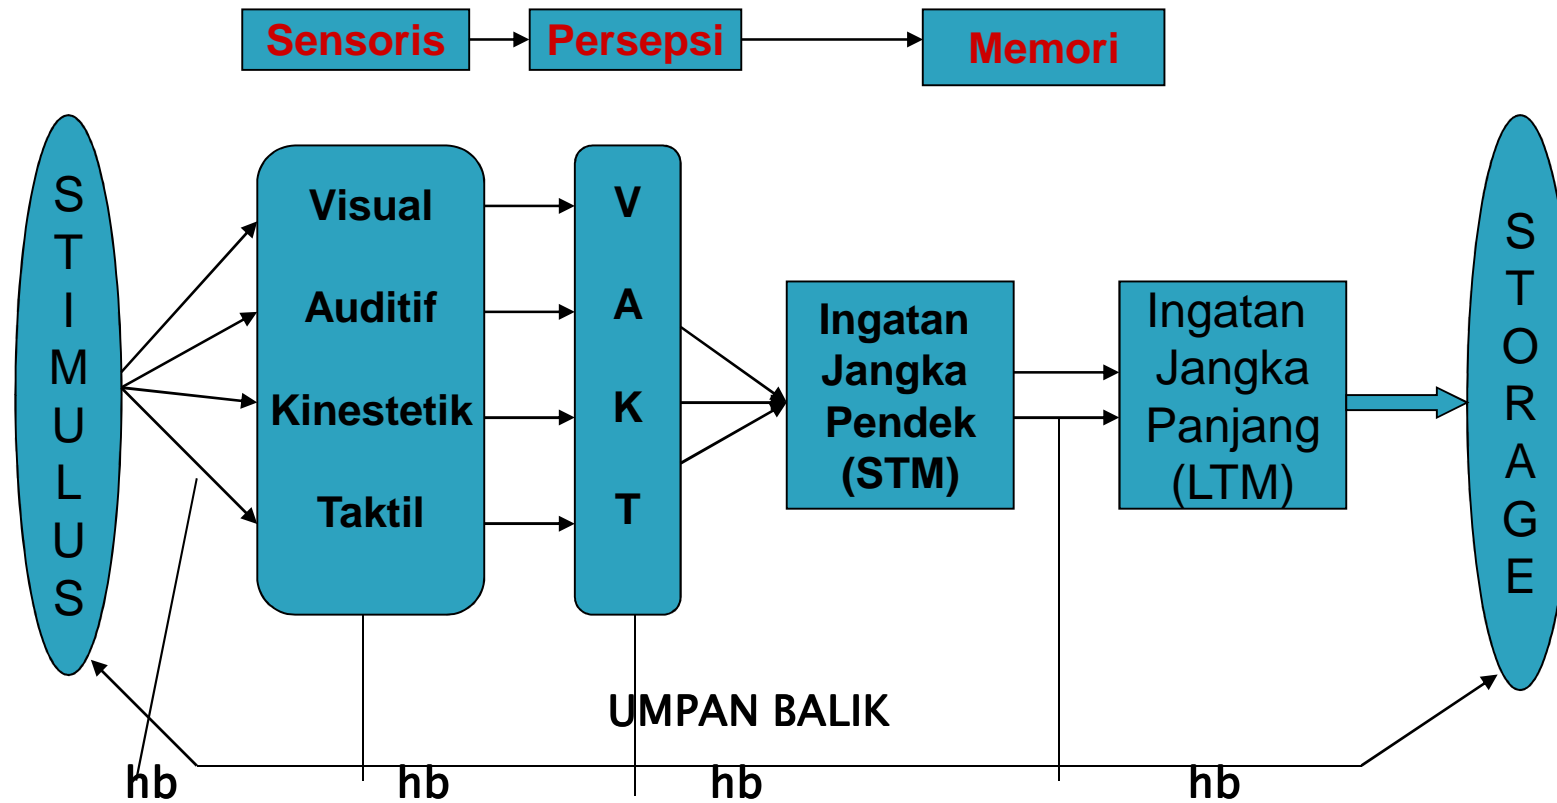 Sensoris
Persepsi
Memori
STIMULUS
Visual
Auditif
Kinestetik
Taktil
V
A
K
T
Ingatan
Jangka
Pendek
(STM)
Ingatan
Jangka
Panjang
(LTM)
STORAGE
UMPAN BALIK
hb
hb
hb
hb